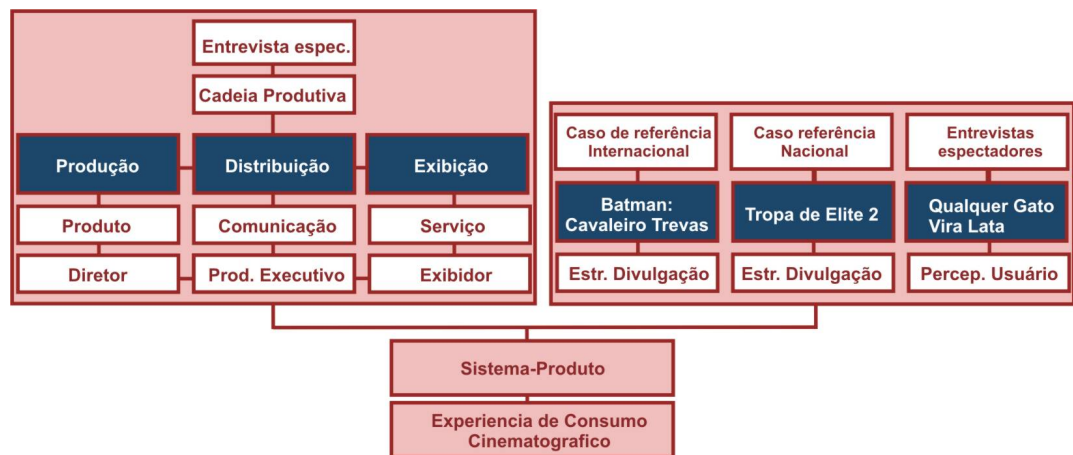 Entrevista espec.
Cadeia Produtiva
Produção
Distribuição
Exibição
Produto
Comunicação
Serviço
Diretor
Prod. Executivo
Exibidor
Caso de referência
Internacional
Caso referência
Nacional
Entrevistas
espectadores
Batman:
Cavaleiro Trevas
Tropa de Elite 2
Qualquer Gato
Vira Lata
Estr. Divulgação
Estr. Divulgação
Percep. Usuário
Sistema-Produto
Experiencia de Consumo
Cinematografico